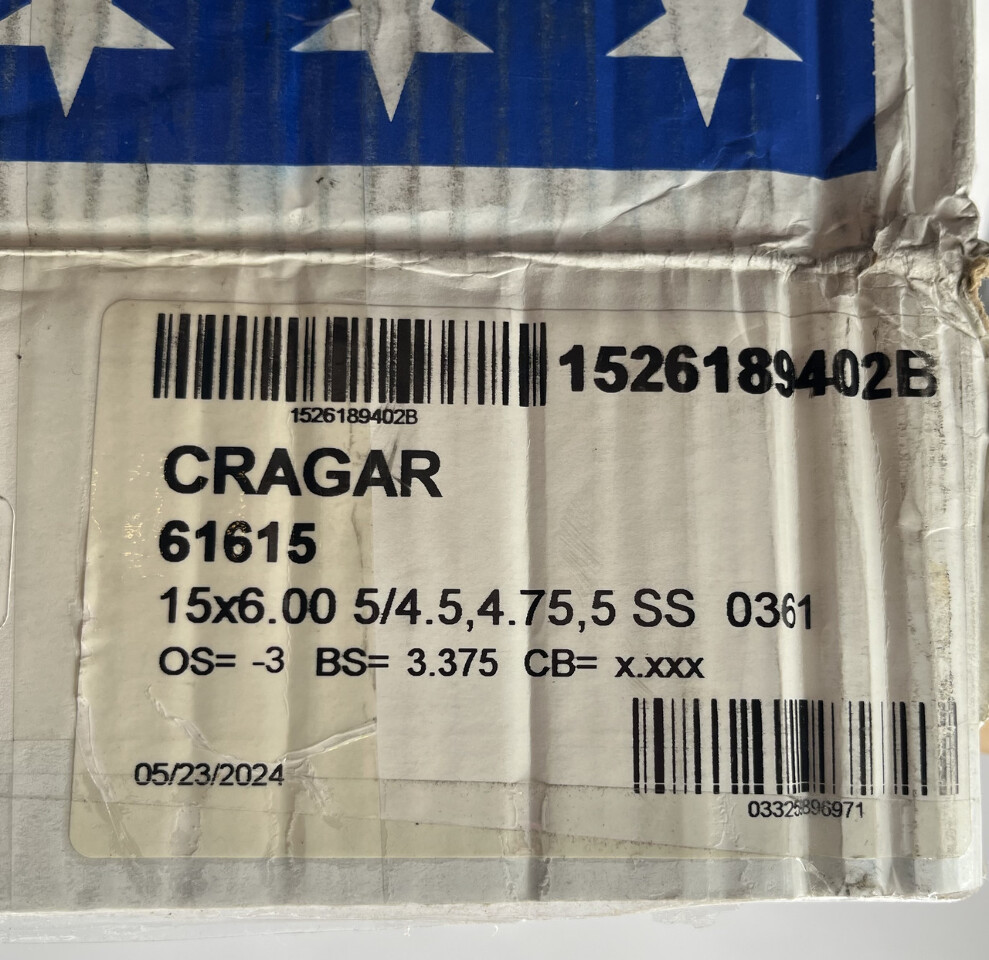 1526189402B
1526189402B
CRAGAR
61615
15x6.00 5/4.5,4.75,5 SS 0361
OS= -3 BS= 3.375 CB= x.xxx
05/23/2024